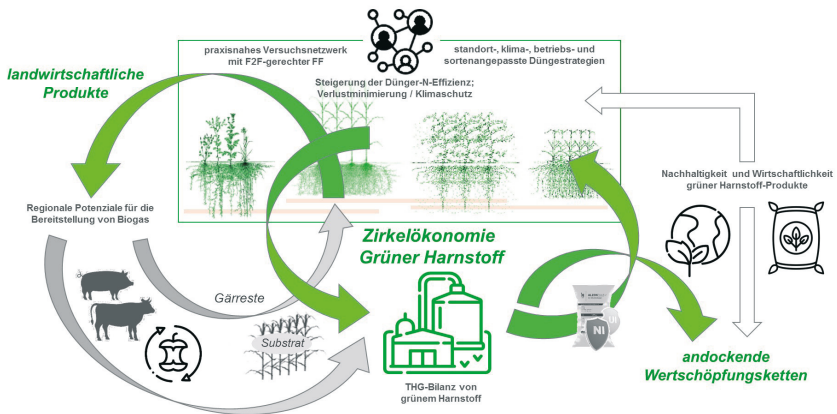 praxisnahes Versuchsnetzwerk
mit F2F-gerechter FF
standort-, klima-, betriebs- und
sortenangepasste Düngestrategien
Steigerung der Dünger-N-Effizienz;
Verlustminimierung / Klimaschutz
landwirtschaftliche
Produkte
Nachhaltigkeit und Wirtschaftlichkeit
grüner Harnstoff-Produkte
Regionale Potenziale für die
Bereitstellung von Biogas
Zirkelökonomie
Grüner Harnstoff
Gärreste
Substrat
NI
UI
andockende
Wertschöpfungsketten
THG-Bilanz von
grünem Harnstoff